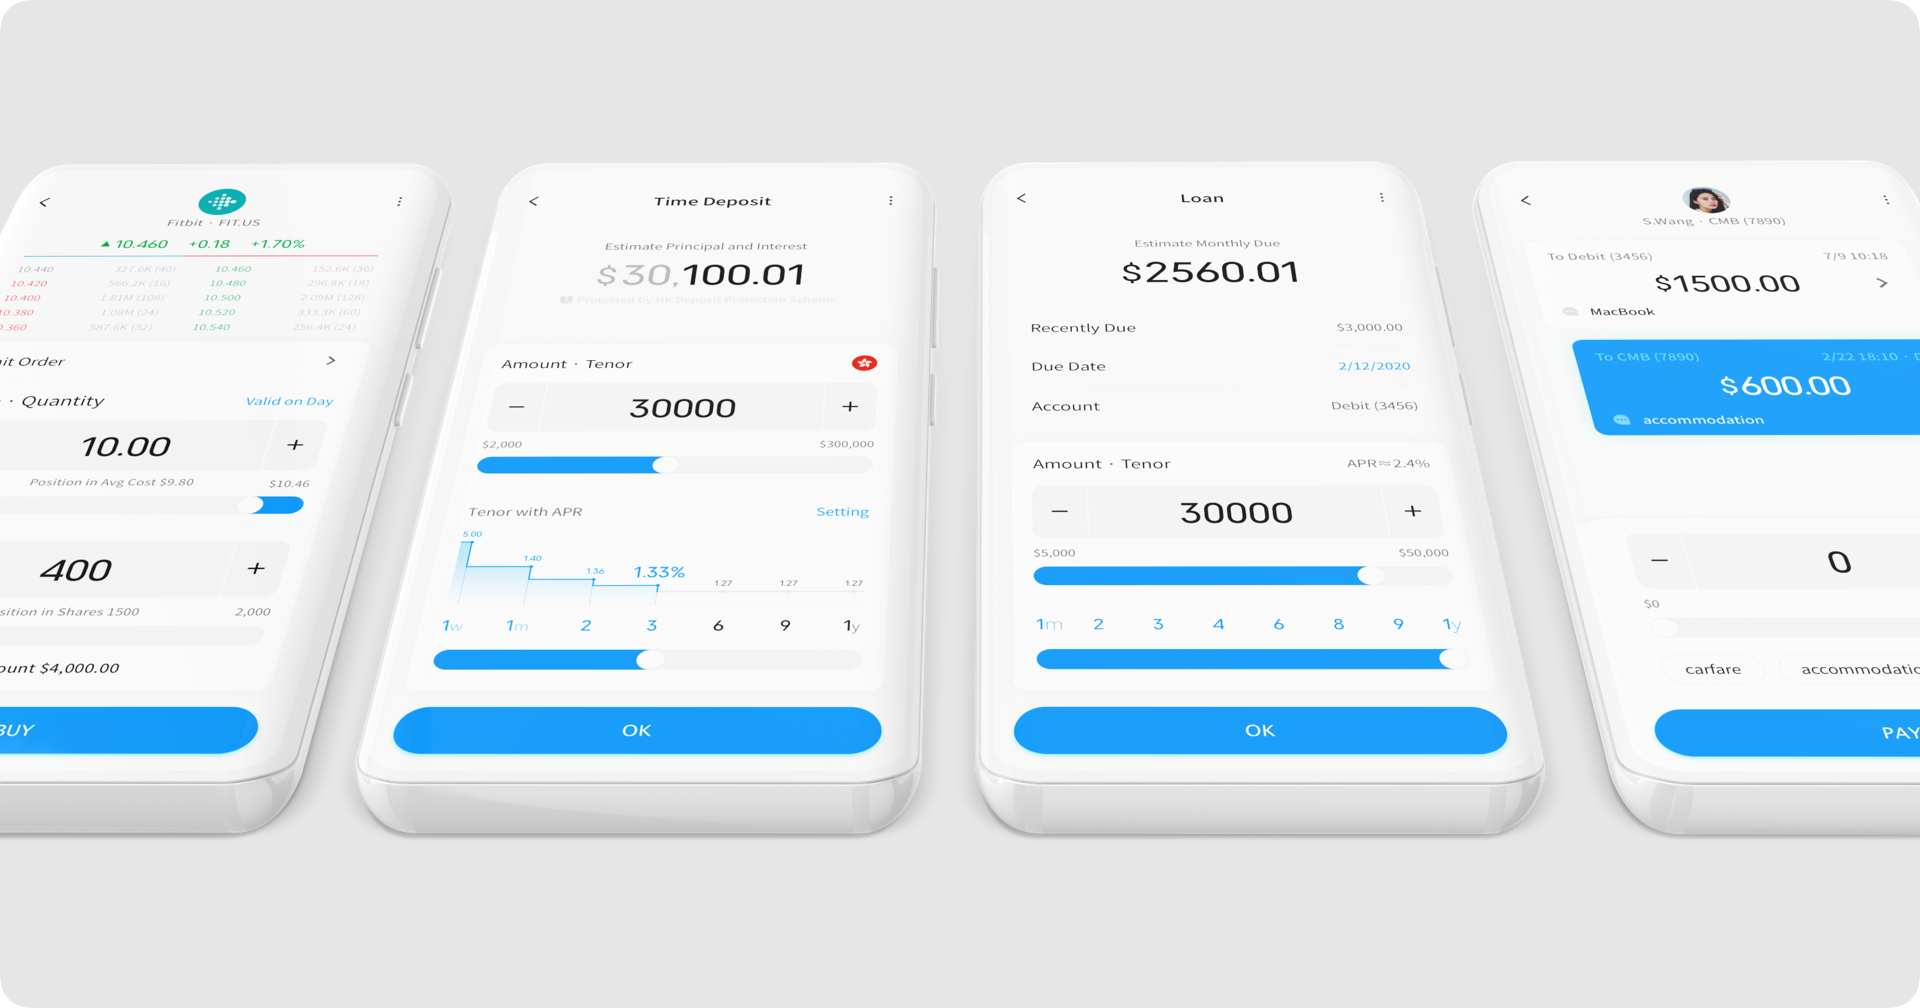 Fitbit · FIT.US
10.460 +0.18 +1.70%
10.440 327.6K (40) 10.460 152.6K (36)
10.420 566.2K (16) 10.480 296.8K (18)
10.400 1.81M (108) 10.500 2.09M (128)
0.380 1.08M (24) 10.520 333.3K (60)
0.360 587.6K (32) 10.540 256.4K (24)
it Order
· Quantity Valid on Day
10.00 +
Position in Avg Cost $9.80 $10.46
400 +
sition in Shares 1500 2,000
ount $4,000.00
BUY
Time Deposit
Estimate Principal and Interest
$30,100.01
Protected by HK Deposit Protection Scheme
Amount · Tenor
− 30000 +
$2,000 $300,000
Tenor with APR Setting
5.00 1.40 1.36 1.33% 1.27 1.27 1.27
1w 1m 2 3 6 9 1y
OK
Loan
Estimate Monthly Due
$2560.01
Recently Due $3,000.00
Due Date 2/12/2020
Account Debit (3456)
Amount · Tenor APR≈2.4%
− 30000 +
$5,000 $50,000
1m 2 3 4 6 8 9 1y
OK
S.Wang · CMB (7890)
To Debit (3456) 7/9 10:18
$1500.00
MacBook
To CMB (7890) 2/22 18:10 · D
$600.00
accommodation
− 0
$0
carfare accommodatio
PAY